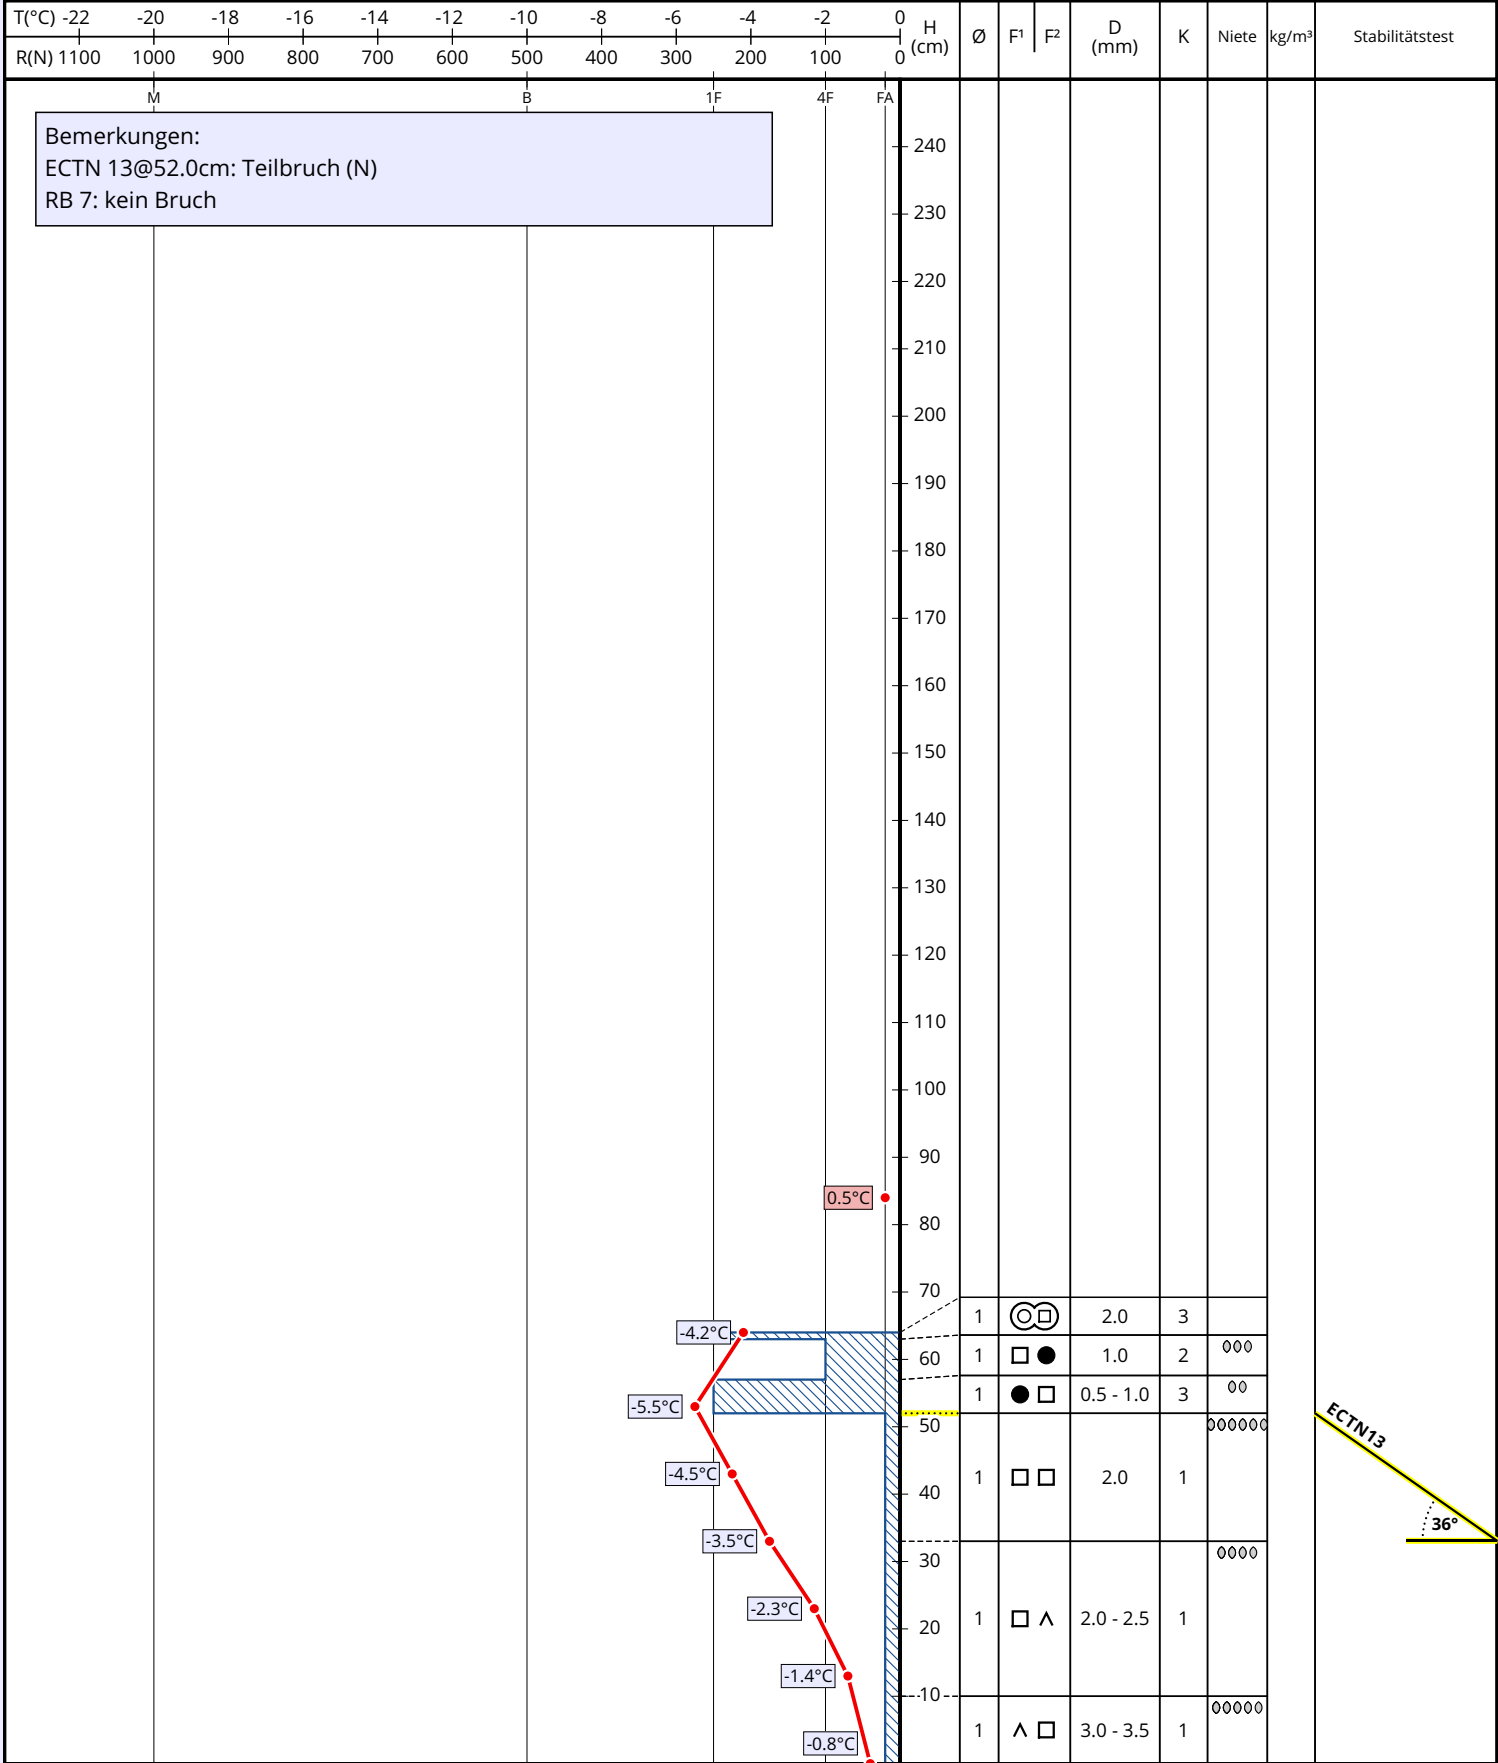 T(°C) -22 -20 -18 -16 -14 -12 -10 -8 -6 -4 -2 0
R(N) 1100 1000 900 800 700 600 500 400 300 200 100 0
H (cm) Ø F¹ F² D (mm) K Niete kg/m³ Stabilitätstest
M B 1F 4F FA
Bemerkungen:
ECTN 13@52.0cm: Teilbruch (N)
RB 7: kein Bruch
240
230
220
210
200
190
180
170
160
150
140
130
120
110
100
90
0.5°C
80
70
1 2.0 3
-4.2°C
60 1 1.0 2
1 0.5 - 1.0 3
-5.5°C
50
ECTN13
-4.5°C 1 2.0 1
40
36°
-3.5°C
30
-2.3°C
20 1 2.0 - 2.5 1
-1.4°C
10
1 3.0 - 3.5 1
-0.8°C